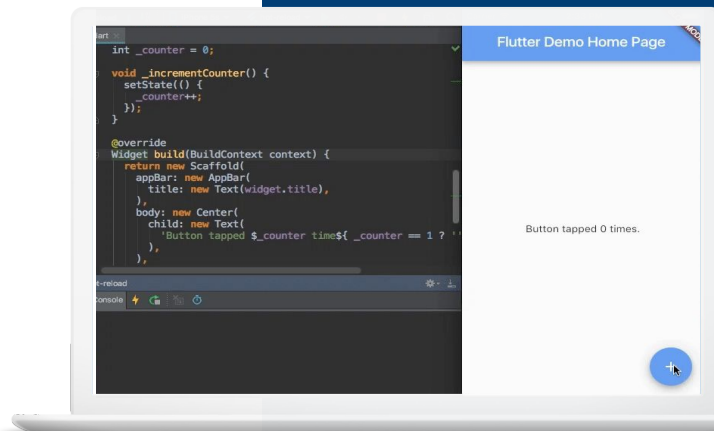 int _counter = 0;
void _incrementCounter() {
setState(() {
_counter++;
});
}
@override
Widget build(BuildContext context) {
return new Scaffold(
appBar: new AppBar(
title: new Text(widget.title),
),
body: new Center(
child: new Text(
'Button tapped $_counter time${ _counter == 1 ? ''
),
),
t-reload
Console
Flutter Demo Home Page
Button tapped 0 times.
+